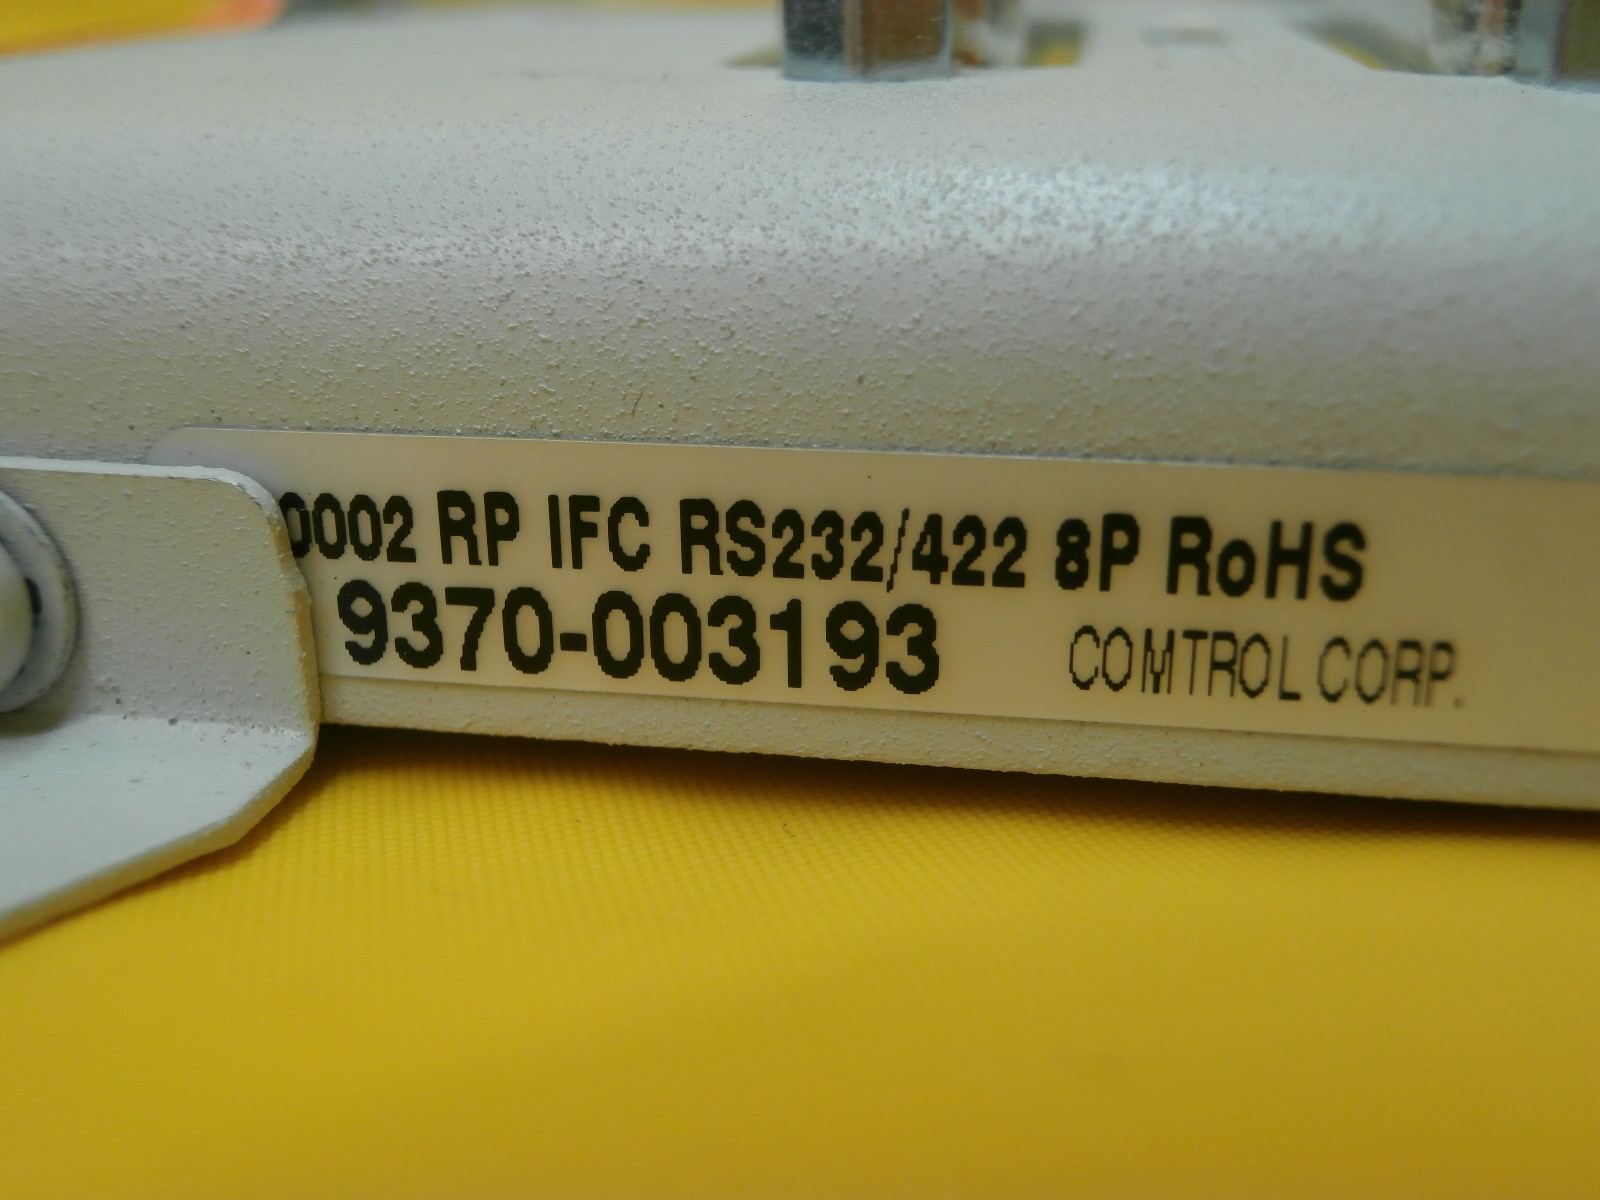 0002 RP IFC RS232/422 8P RoHS
9370-003193 COMTROL CORP.